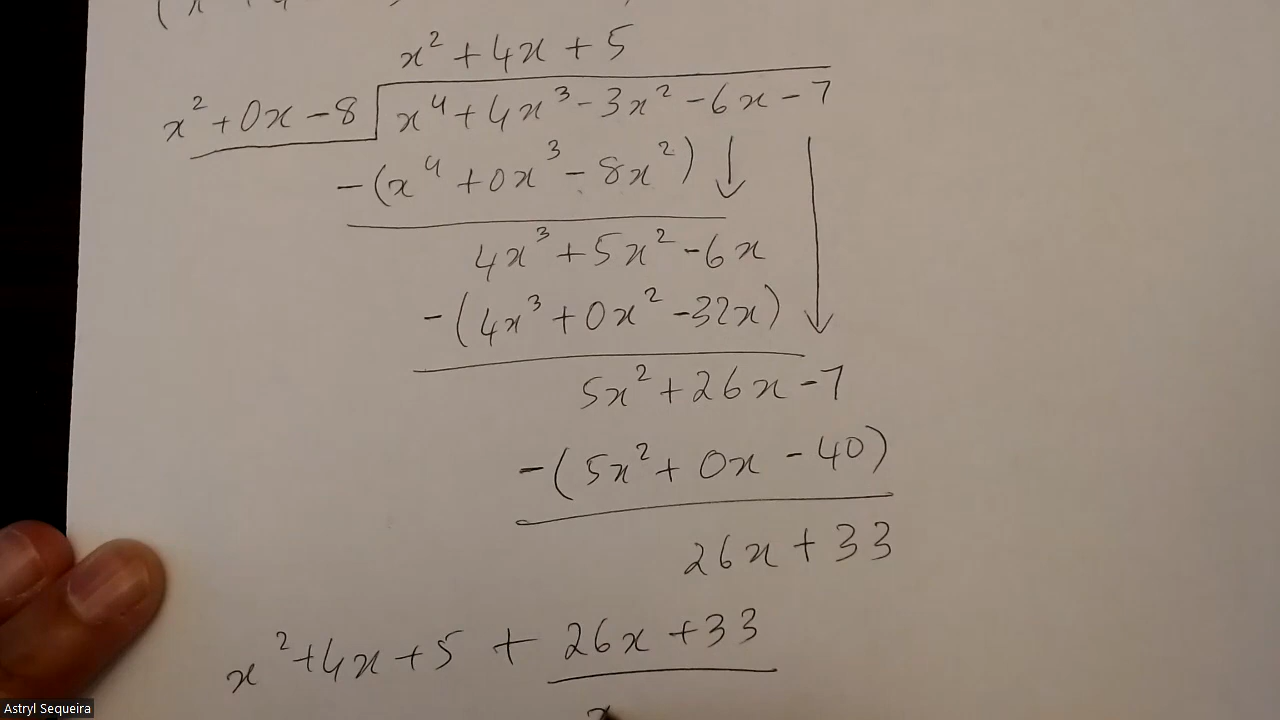 x² + 4x + 5
x² + 0x - 8 | x⁴ + 4x³ - 3x² - 6x - 7
-(x⁴ + 0x³ - 8x²) ↓
4x³ + 5x² - 6x
-(4x³ + 0x² - 32x)
5x² + 26x - 7
-(5x² + 0x - 40)
26x + 33
x² + 4x + 5 + 26x + 33
x
Astryl Sequeira